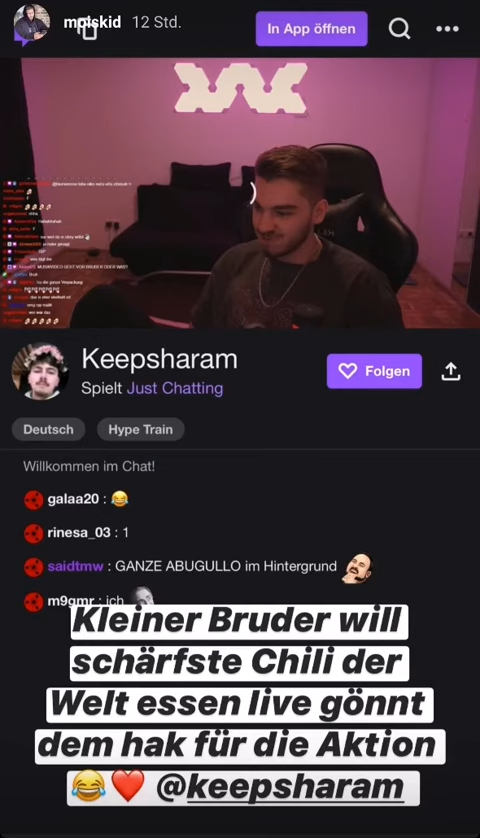 moiskid 12 Std.
In App öffnen
Keepsharam
Folgen
Spielt Just Chatting
Deutsch Hype Train
Willkommen im Chat!
galaa20 : 😂
rinesa_03 : 1
saidtmw : GANZE ABUGULLO im Hintergrund
m9gmr : ich
Kleiner Bruder will
schärfste Chili der
Welt essen live gönnt
dem hak für die Aktion
😂❤️ @keepsharam